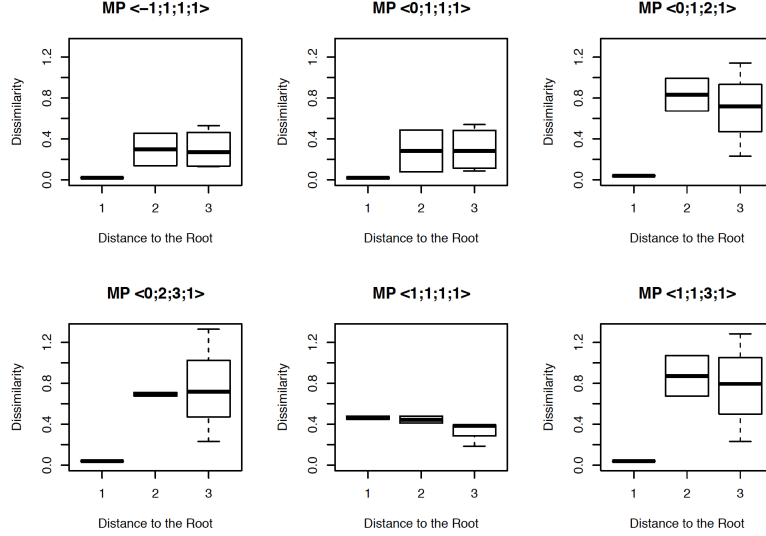 MP <−1;1;1;1>
MP <0;1;1;1>
MP <0;1;2;1>
Dissimilarity
0.0 0.4 0.8 1.2
1 2 3
Distance to the Root
Dissimilarity
0.0 0.4 0.8 1.2
1 2 3
Distance to the Root
Dissimilarity
0.0 0.4 0.8 1.2
1 2 3
Distance to the Root
MP <0;2;3;1>
MP <1;1;1;1>
MP <1;1;3;1>
Dissimilarity
0.0 0.4 0.8 1.2
1 2 3
Distance to the Root
Dissimilarity
0.0 0.4 0.8 1.2
1 2 3
Distance to the Root
Dissimilarity
0.0 0.4 0.8 1.2
1 2 3
Distance to the Root